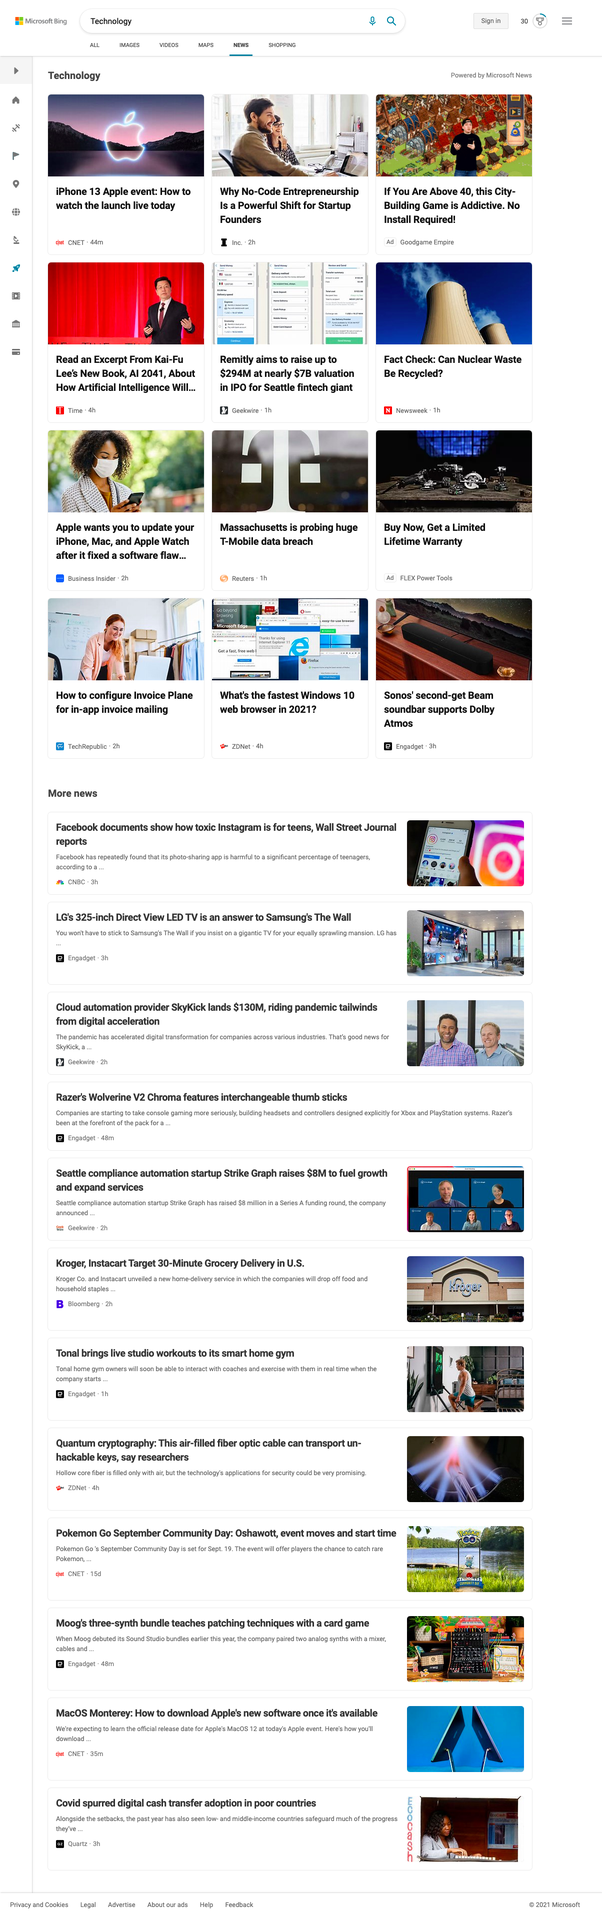 Microsoft Bing
Technology
Sign in
30
ALL IMAGES VIDEOS MAPS NEWS SHOPPING
Technology
Powered by Microsoft News
iPhone 13 Apple event: How to
watch the launch live today
CNET · 44m
Why No-Code Entrepreneurship
Is a Powerful Shift for Startup
Founders
Inc. · 2h
If You Are Above 40, this City-
Building Game is Addictive. No
Install Required!
Ad Goodgame Empire
Read an Excerpt From Kai-Fu
Lee's New Book, AI 2041, About
How Artificial Intelligence Will...
Time · 4h
Remitly aims to raise up to
$294M at nearly $7B valuation
in IPO for Seattle fintech giant
Geekwire · 1h
Fact Check: Can Nuclear Waste
Be Recycled?
Newsweek · 1h
Apple wants you to update your
iPhone, Mac, and Apple Watch
after it fixed a software flaw...
Business Insider · 2h
Massachusetts is probing huge
T-Mobile data breach
Reuters · 1h
Buy Now, Get a Limited
Lifetime Warranty
Ad FLEX Power Tools
How to configure Invoice Plane
for in-app invoice mailing
TechRepublic · 2h
What's the fastest Windows 10
web browser in 2021?
ZDNet · 4h
Sonos' second-get Beam
soundbar supports Dolby
Atmos
Engadget · 3h
More news
Facebook documents show how toxic Instagram is for teens, Wall Street Journal
reports
Facebook has repeatedly found that its photo-sharing app is harmful to a significant percentage of teenagers,
according to a ...
CNBC · 3h
LG's 325-inch Direct View LED TV is an answer to Samsung's The Wall
You won't have to stick to Samsung's The Wall if you insist on a gigantic TV for your equally sprawling mansion. LG has
...
Engadget · 3h
Cloud automation provider SkyKick lands $130M, riding pandemic tailwinds
from digital acceleration
The pandemic has accelerated digital transformation for companies across various industries. That's good news for
SkyKick, a ...
Geekwire · 2h
Razer's Wolverine V2 Chroma features interchangeable thumb sticks
Companies are starting to take console gaming more seriously, building headsets and controllers designed explicitly for Xbox and PlayStation systems. Razer's
been at the forefront of the pack for a ...
Engadget · 48m
Seattle compliance automation startup Strike Graph raises $8M to fuel growth
and expand services
Seattle compliance automation startup Strike Graph has raised $8 million in a Series A funding round, the company
announced ...
Geekwire · 2h
Kroger, Instacart Target 30-Minute Grocery Delivery in U.S.
Kroger Co. and Instacart unveiled a new home-delivery service in which the companies will drop off food and
household staples ...
Bloomberg · 2h
Kroger
Tonal brings live studio workouts to its smart home gym
Tonal home gym owners will soon be able to interact with coaches and exercise with them in real time when the
company starts ...
Engadget · 1h
Quantum cryptography: This air-filled fiber optic cable can transport un-
hackable keys, say researchers
Hollow core fiber is filled only with air, but the technology's applications for security could be very promising.
ZDNet · 4h
Pokemon Go September Community Day: Oshawott, event moves and start time
Pokemon Go 's September Community Day is set for Sept. 19. The event will offer players the chance to catch rare
Pokemon, ...
CNET · 15d
Moog's three-synth bundle teaches patching techniques with a card game
When Moog debuted its Sound Studio bundles earlier this year, the company paired two analog synths with a mixer,
cables and ...
Engadget · 48m
MacOS Monterey: How to download Apple's new software once it's available
We're expecting to learn the official release date for Apple's MacOS 12 at today's Apple event. Here's how you'll
download ...
CNET · 35m
Covid spurred digital cash transfer adoption in poor countries
Alongside the setbacks, the past year has also seen low- and middle-income countries safeguard much of the progress
they've ...
Quartz · 3h
Privacy and Cookies Legal Advertise About our ads Help Feedback
© 2021 Microsoft